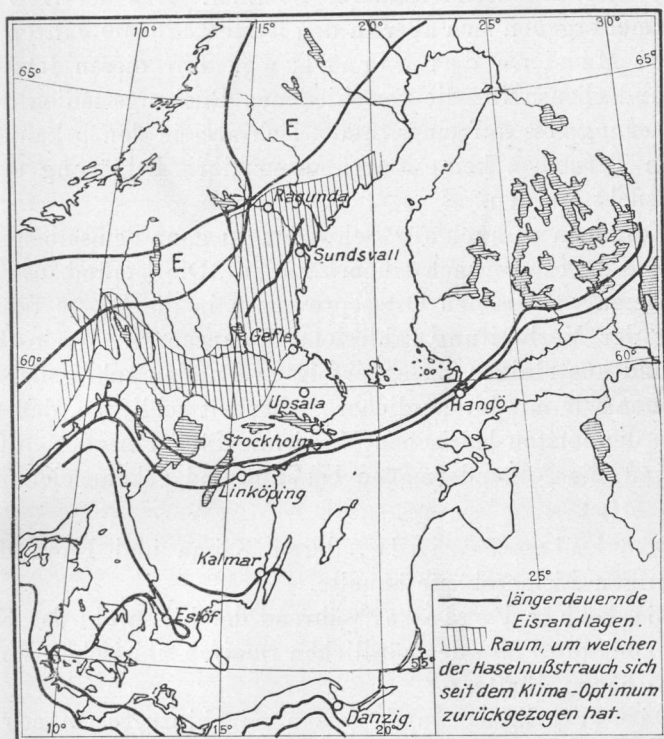 10° 15° 20° 25° 30°
65° 65°
E
Ragunda
E
Sundsvall
Gefle
60° 60°
Upsala
Hangö
Stockholm
Linköping
Kalmar
25°
längerdauernde
Eislandlagen.
W
Eslöf
Raum, um welchen
55°
der Haselnußstrauch sich
seit dem Klima-Optimum
zurückgezogen hat.
Danzig.
10° 15° 20°